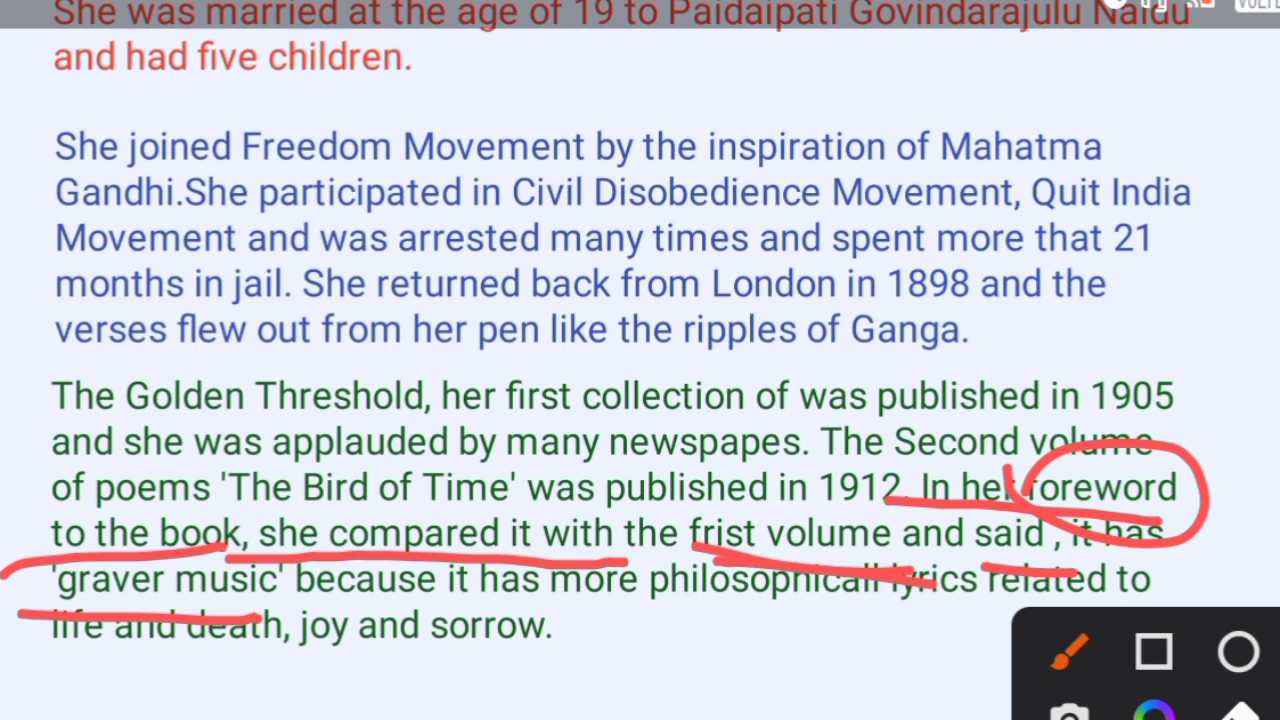 She was married at the age of 19 to Paidaipati Govindarajulu Naidu
and had five children.
She joined Freedom Movement by the inspiration of Mahatma
Gandhi.She participated in Civil Disobedience Movement, Quit India
Movement and was arrested many times and spent more that 21
months in jail. She returned back from London in 1898 and the
verses flew out from her pen like the ripples of Ganga.
The Golden Threshold, her first collection of was published in 1905
and she was applauded by many newspapes. The Second volume
of poems 'The Bird of Time' was published in 1912. In her foreword
to the book, she compared it with the frist volume and said , it has
'graver music' because it has more philosophicall lyrics related to
life and death, joy and sorrow.